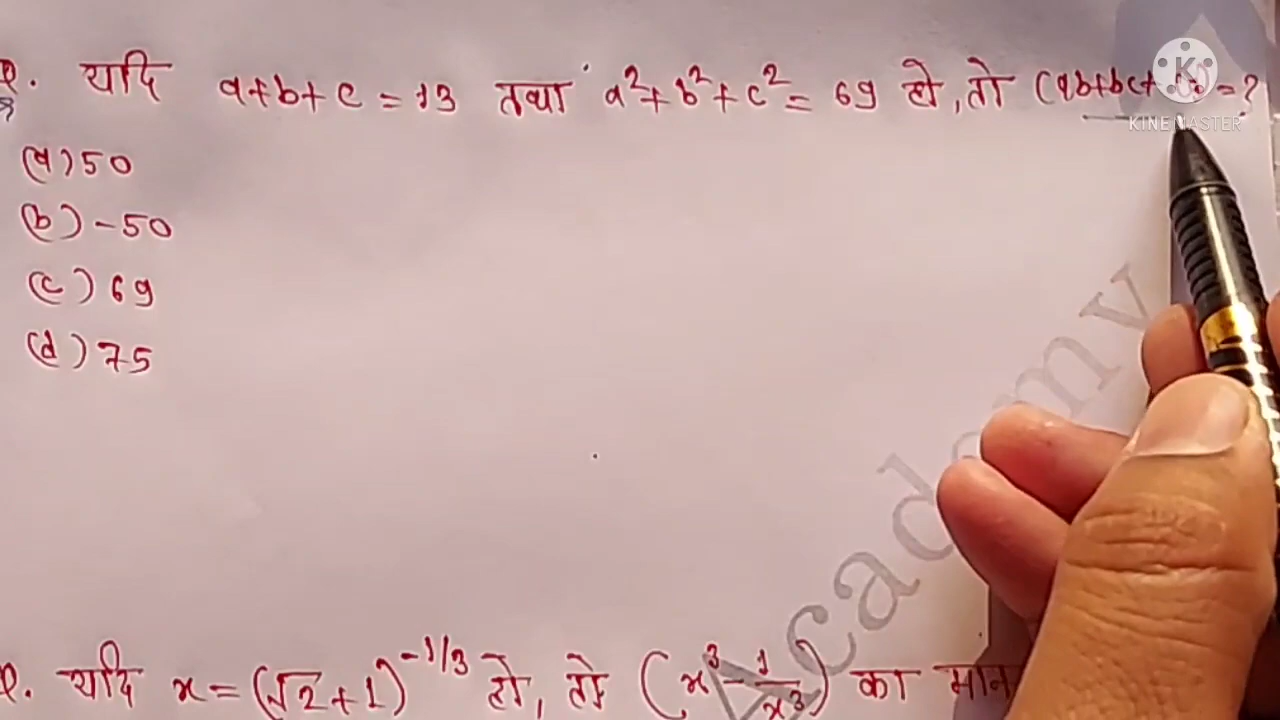 Q. यदि a+b+c = 13 तथा a²+b²+c² = 69 हो, तो (ab+bc+ )=?
KINEMASTER
(a) 50
(b) -50
(c) 69
(d) 75
Academy
Q. यदि x = (√2+1)^-1/3 हो, तो (x³ - 1/x³) का मान